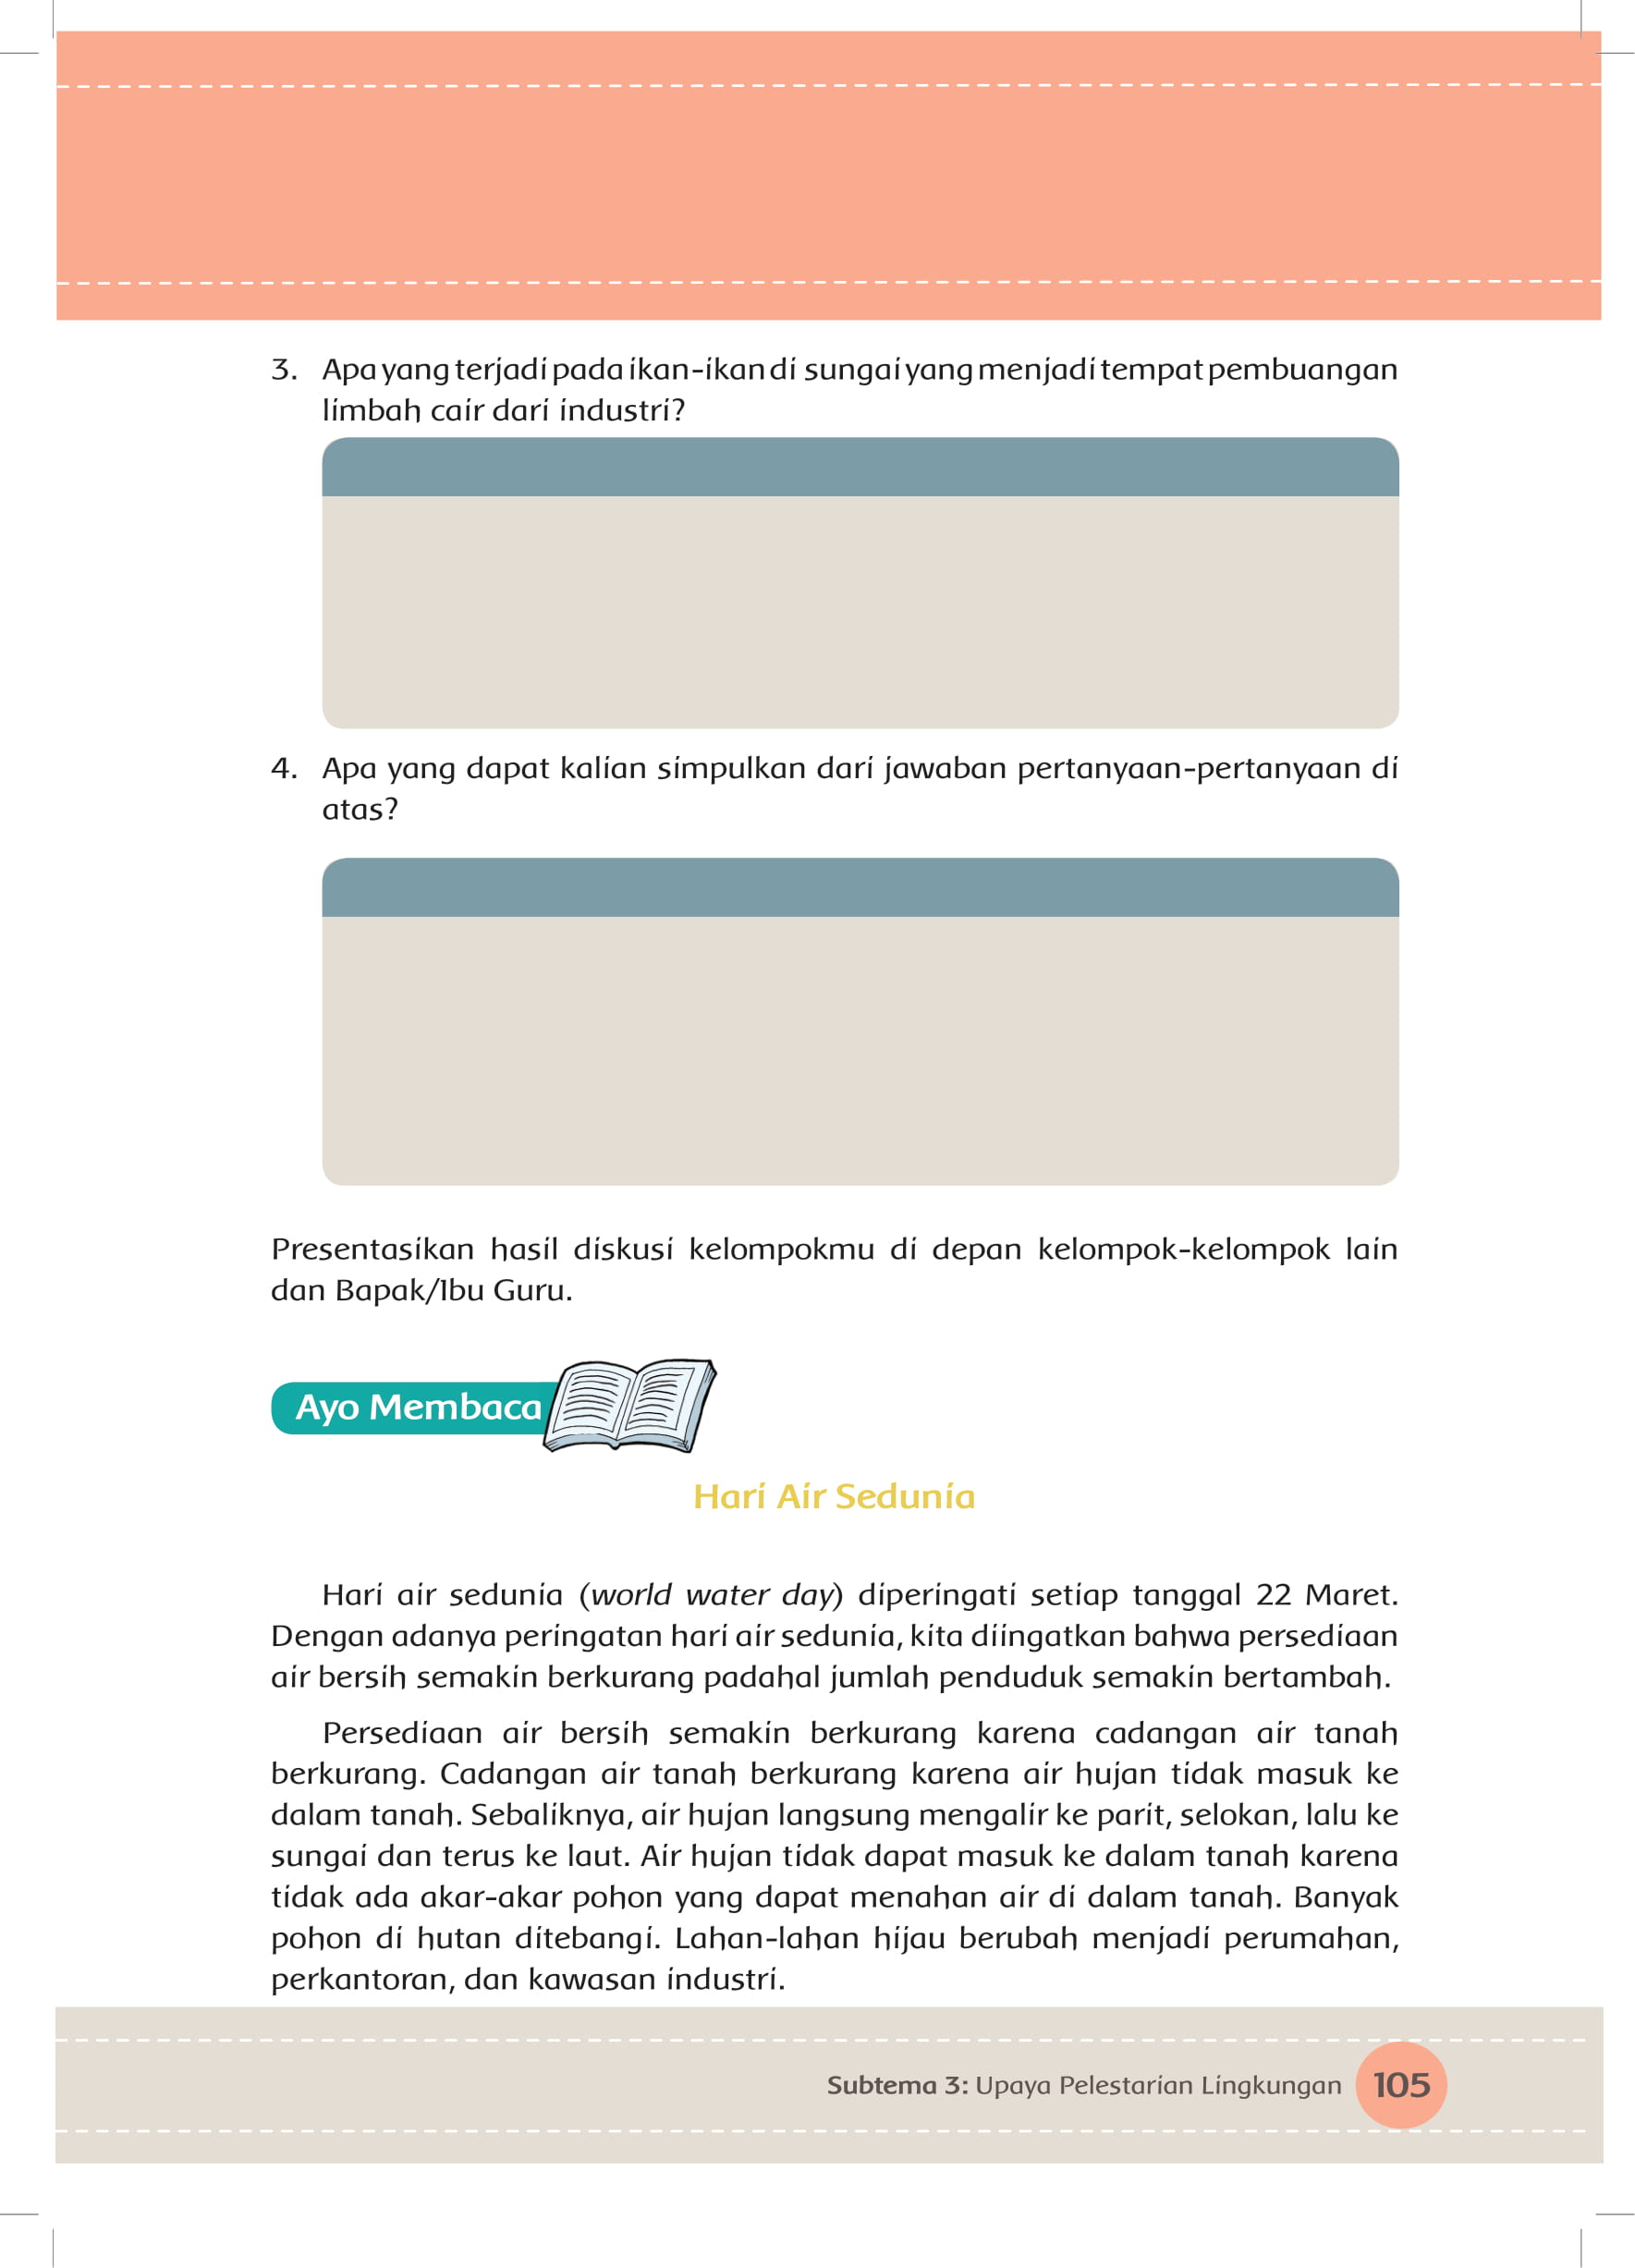 3. Apa yang terjadi pada ikan-ikan di sungai yang menjadi tempat pembuangan
limbah cair dari industri?
4. Apa yang dapat kalian simpulkan dari jawaban pertanyaan-pertanyaan di
atas?
Presentasikan hasil diskusi kelompokmu di depan kelompok-kelompok lain
dan Bapak/Ibu Guru.
Ayo Membaca
Hari Air Sedunia
Hari air sedunia (world water day) diperingati setiap tanggal 22 Maret.
Dengan adanya peringatan hari air sedunia, kita diingatkan bahwa persediaan
air bersih semakin berkurang padahal jumlah penduduk semakin bertambah.
Persediaan air bersih semakin berkurang karena cadangan air tanah
berkurang. Cadangan air tanah berkurang karena air hujan tidak masuk ke
dalam tanah. Sebaliknya, air hujan langsung mengalir ke parit, selokan, lalu ke
sungai dan terus ke laut. Air hujan tidak dapat masuk ke dalam tanah karena
tidak ada akar-akar pohon yang dapat menahan air di dalam tanah. Banyak
pohon di hutan ditebangi. Lahan-lahan hijau berubah menjadi perumahan,
perkantoran, dan kawasan industri.
Subtema 3: Upaya Pelestarian Lingkungan 105